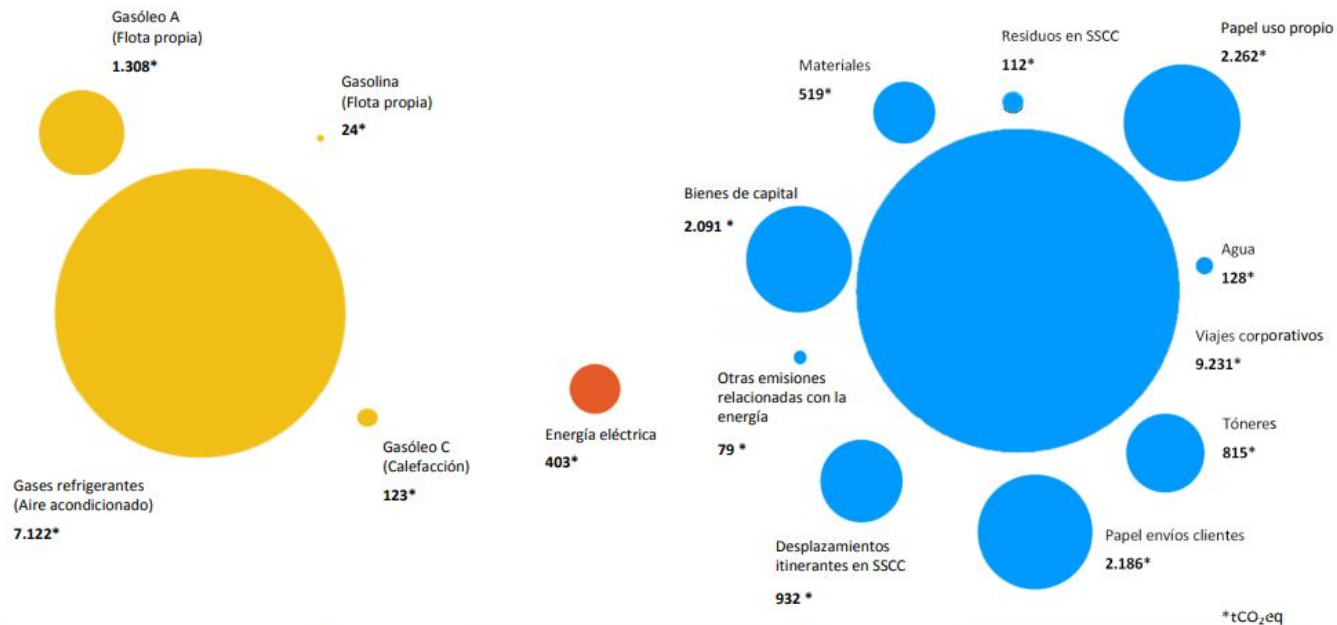 Gasóleo A
(Flota propia)
1.308*
Gasolina
(Flota propia)
24*
Gases refrigerantes
(Aire acondicionado)
7.122*
Gasóleo C
(Calefacción)
123*
Energía eléctrica
403*
Residuos en SSCC
112*
Papel uso propio
2.262*
Materiales
519*
Bienes de capital
2.091 *
Agua
128*
Viajes corporativos
9.231*
Otras emisiones
relacionadas con la
energía
79 *
Tóneres
815*
Desplazamientos
itinerantes en SSCC
932 *
Papel envíos clientes
2.186*
*tCO₂eq